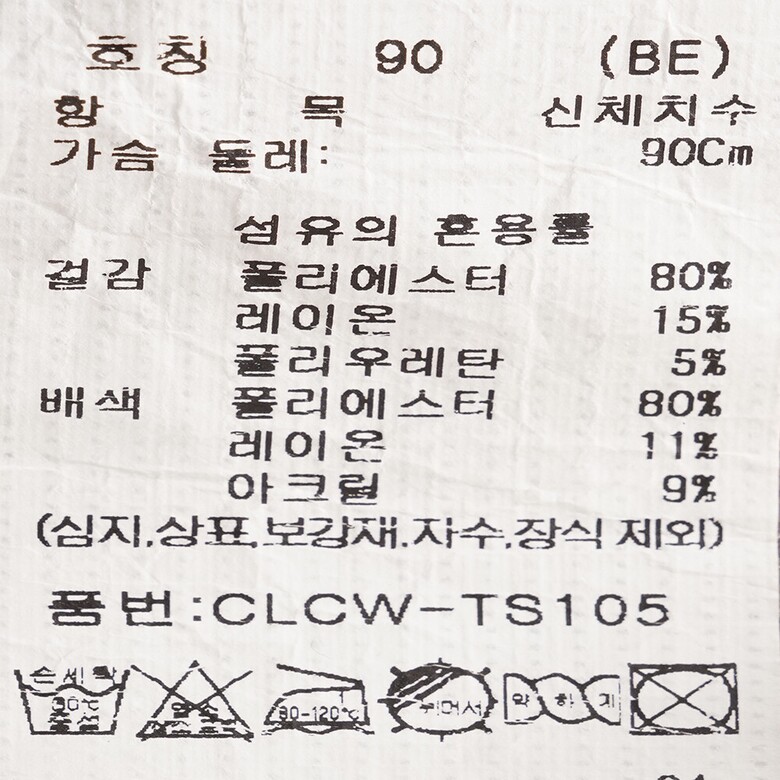 호칭 90 (BE)
항 목 신체치수
가슴 둘레: 90Cm
섬유의 혼용률
겉감 폴리에스터 80%
레이온 15%
폴리우레탄 5%
배색 폴리에스터 80%
레이온 11%
아크릴 9%
(심지,상표,보강재.자수,장식 제외)
품번:CLCW-TS105
손세탁
30℃
중성
염소
80-120℃
뉘어서
약하게